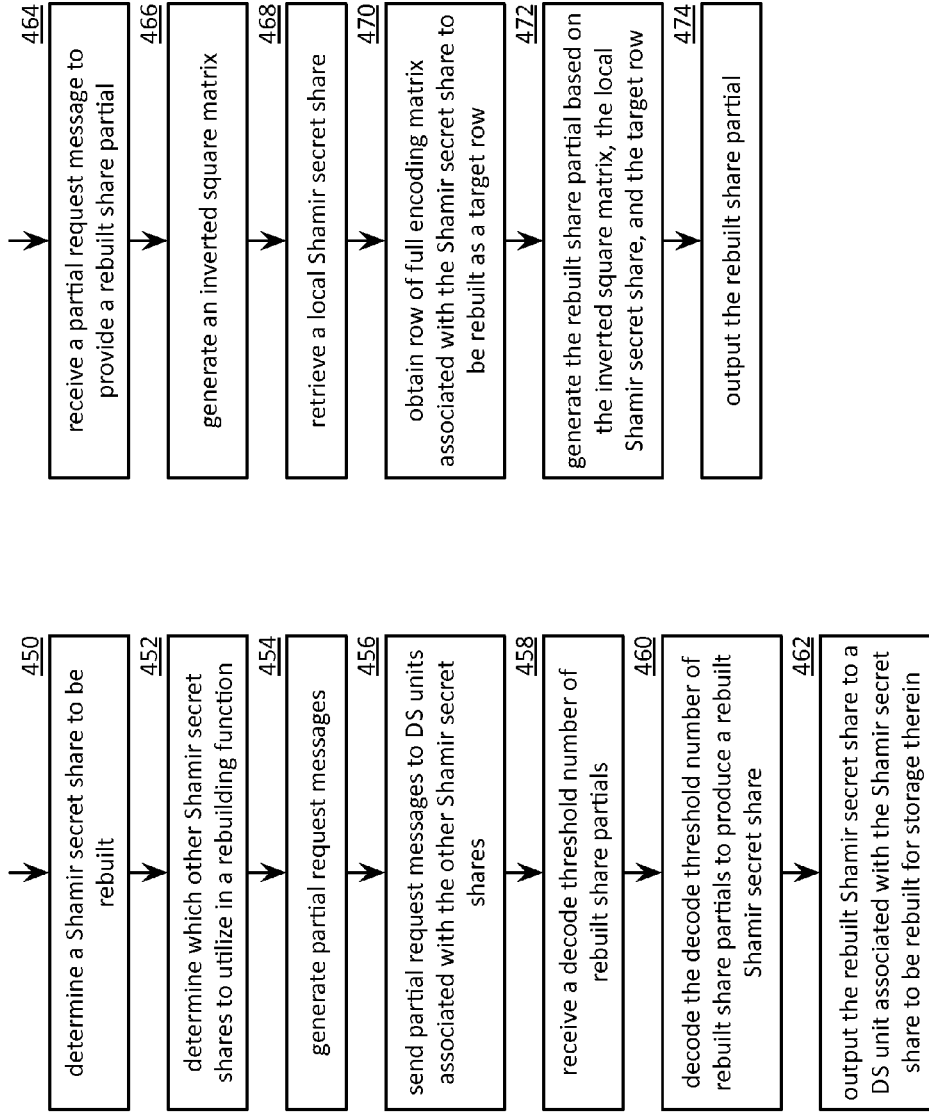 450
determine a Shamir secret share to be
rebuilt
452
determine which other Shamir secret
shares to utilize in a rebuilding function
454
generate partial request messages
456
send partial request messages to DS units
associated with the other Shamir secret
shares
458
receive a decode threshold number of
rebuilt share partials
460
decode the decode threshold number of
rebuilt share partials to produce a rebuilt
Shamir secret share
462
output the rebuilt Shamir secret share to a
DS unit associated with the Shamir secret
share to be rebuilt for storage therein
464
receive a partial request message to
provide a rebuilt share partial
466
generate an inverted square matrix
468
retrieve a local Shamir secret share
470
obtain row of full encoding matrix
associated with the Shamir secret share to
be rebuilt as a target row
472
generate the rebuilt share partial based on
the inverted square matrix, the local
Shamir secret share, and the target row
474
output the rebuilt share partial